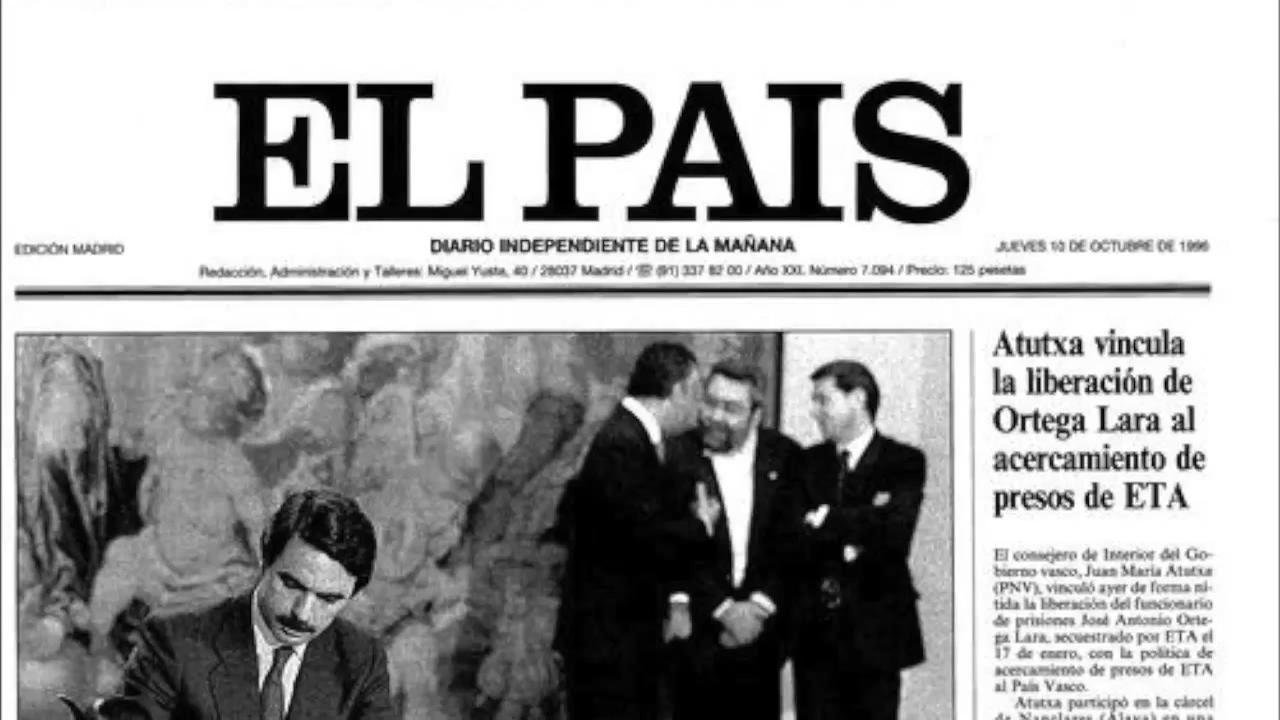 EL PAIS
EDICIÓN MADRID
DIARIO INDEPENDIENTE DE LA MAÑANA
JUEVES 10 DE OCTUBRE DE 1996
Redacción, Administración y Talleres: Miguel Yuste, 40 / 28037 Madrid / ☎ (91) 337 82 00 / Año XXI. Número 7.094 / Precio: 125 pesetas
Atutxa vincula
la liberación de
Ortega Lara al
acercamiento de
presos de ETA
El consejero de Interior del Go-
bierno vasco, Juan María Atutxa
(PNV), vinculó ayer de forma ní-
tida la liberación del funcionario
de prisiones José Antonio Orte-
ga Lara, secuestrado por ETA el
17 de enero, con la política de
acercamiento de presos de ETA
al País Vasco.
Atutxa participó en la cárcel
de Nanclares (Álava) en una